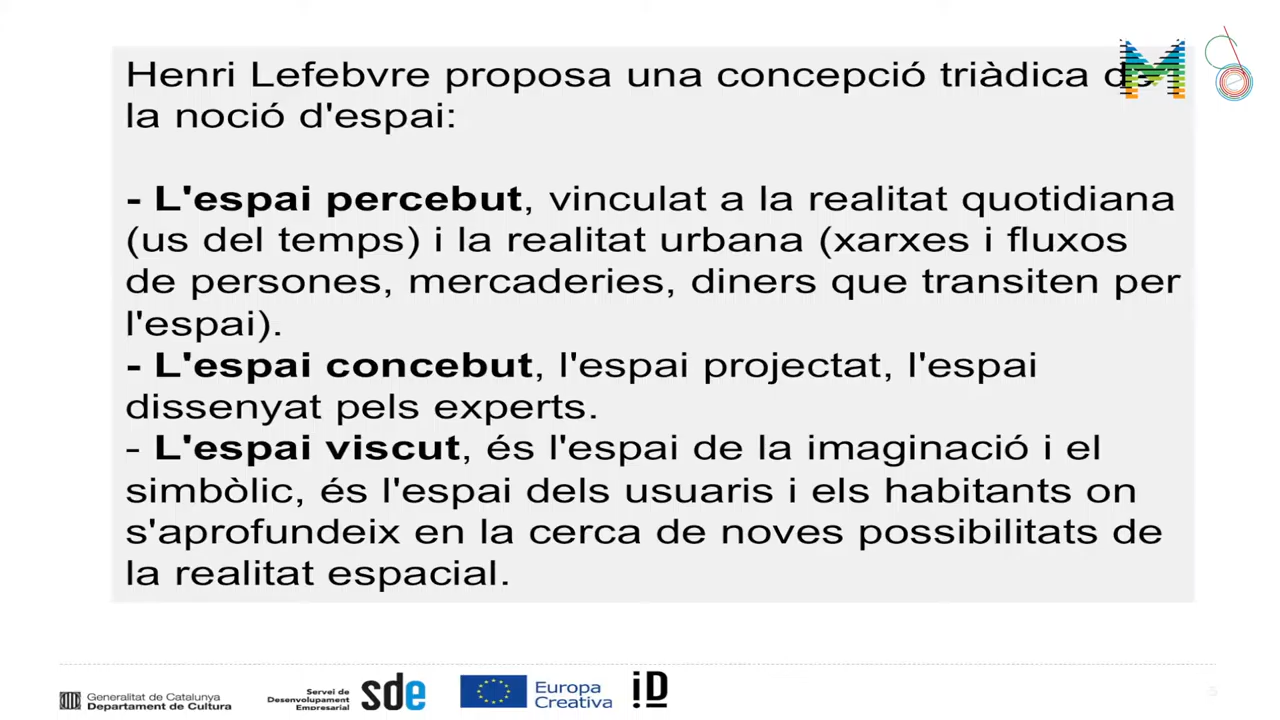 Henri Lefebvre proposa una concepció triàdica de
la noció d'espai:
- L'espai percebut, vinculat a la realitat quotidiana
(us del temps) i la realitat urbana (xarxes i fluxos
de persones, mercaderies, diners que transiten per
l'espai).
- L'espai concebut, l'espai projectat, l'espai
dissenyat pels experts.
- L'espai viscut, és l'espai de la imaginació i el
simbòlic, és l'espai dels usuaris i els habitants on
s'aprofundeix en la cerca de noves possibilitats de
la realitat espacial.
Generalitat de Catalunya
Departament de Cultura
Servei de
Desenvolupament
Empresarial
sde
Europa
Creativa
iD
M